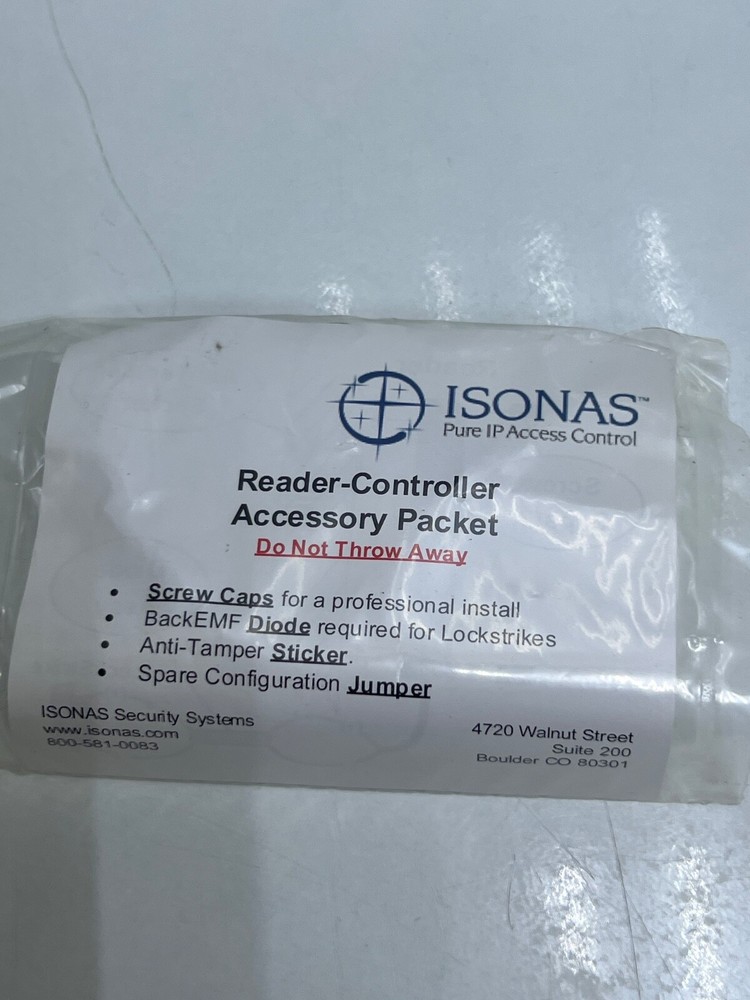 ISONAS™
Pure IP Access Control
Reader-Controller
Accessory Packet
Do Not Throw Away
• Screw Caps for a professional install
• BackEMF Diode required for Lockstrikes
• Anti-Tamper Sticker.
• Spare Configuration Jumper
ISONAS Security Systems
www.isonas.com
800-581-0083
4720 Walnut Street
Suite 200
Boulder CO 80301